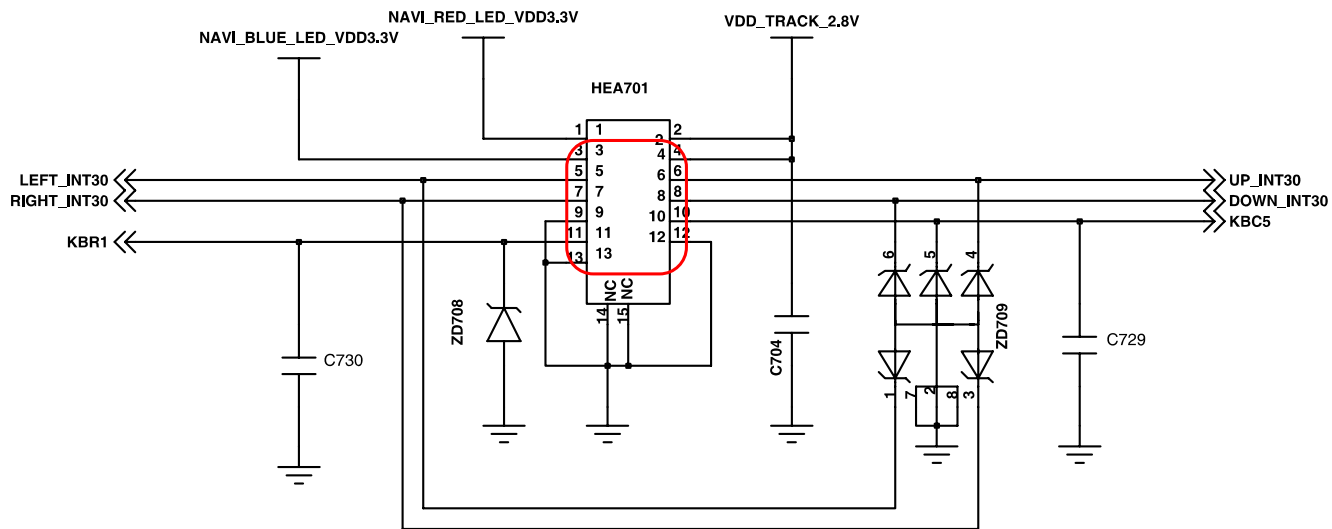 NAVI_RED_LED_VDD3.3V
VDD_TRACK_2.8V
NAVI_BLUE_LED_VDD3.3V
HEA701
1 1 2 2
3 3 4 4
LEFT_INT30 5 5 6 6 UP_INT30
RIGHT_INT30 7 7 8 8 DOWN_INT30
9 9 10 10 KBC5
KBR1 11 11 12 12
13 13
6 5 4
NC NC
14 15
ZD708
C730
C704
ZD709
C729
1 7 2 8 3